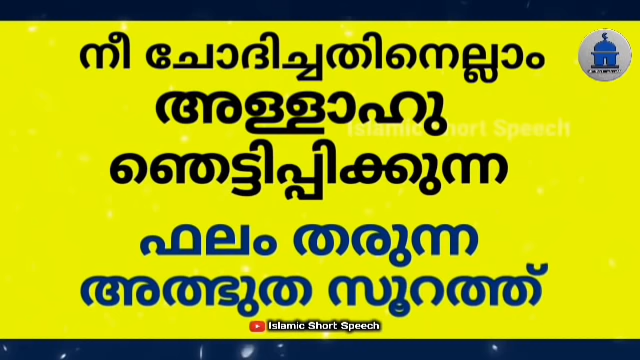 നീ ചോദിച്ചതിനെല്ലാം
അള്ളാഹു
Islamic Short Speech
ഞെട്ടിപ്പിക്കുന്ന
ഫലം തരുന്ന
അത്ഭുത സൂറത്ത്
Islamic Short Speech